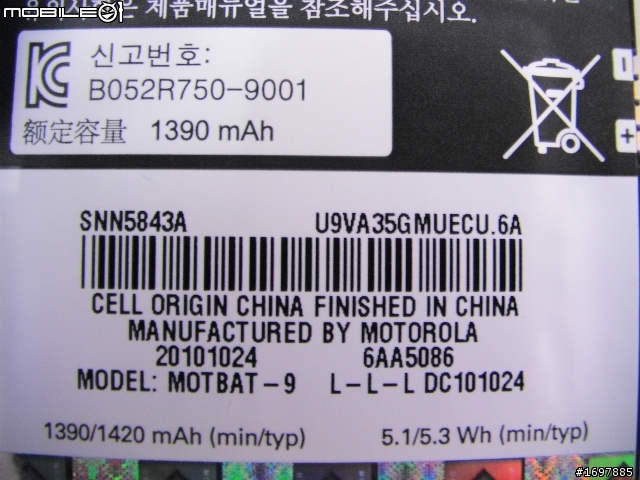 MOBILE01
제품매뉴얼을 참조해주십시오.
신고번호:
B052R750-9001
额定容量 1390 mAh
SNN5843A U9VA35GMUECU.6A
CELL ORIGIN CHINA FINISHED IN CHINA
MANUFACTURED BY MOTOROLA
20101024 6AA5086
MODEL: MOTBAT-9 L-L-L DC101024
1390/1420 mAh (min/typ) 5.1/5.3 Wh (min/typ)
#1697885